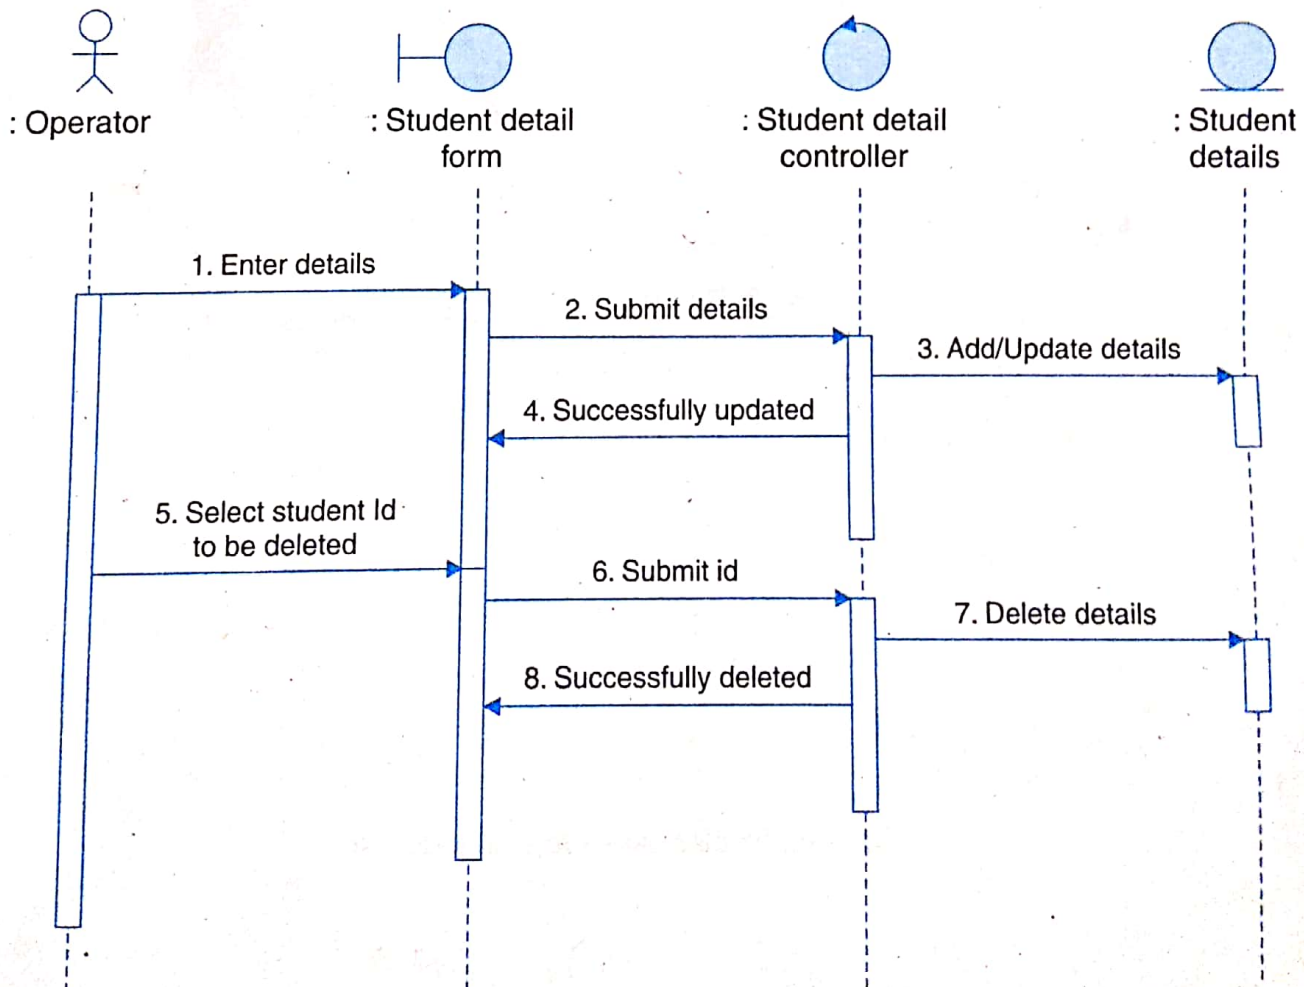 : Operator
: Student detail
form
: Student detail
controller
: Student
details
1. Enter details
2. Submit details
3. Add/Update details
4. Successfully updated
5. Select student Id
to be deleted
6. Submit id
7. Delete details
8. Successfully deleted